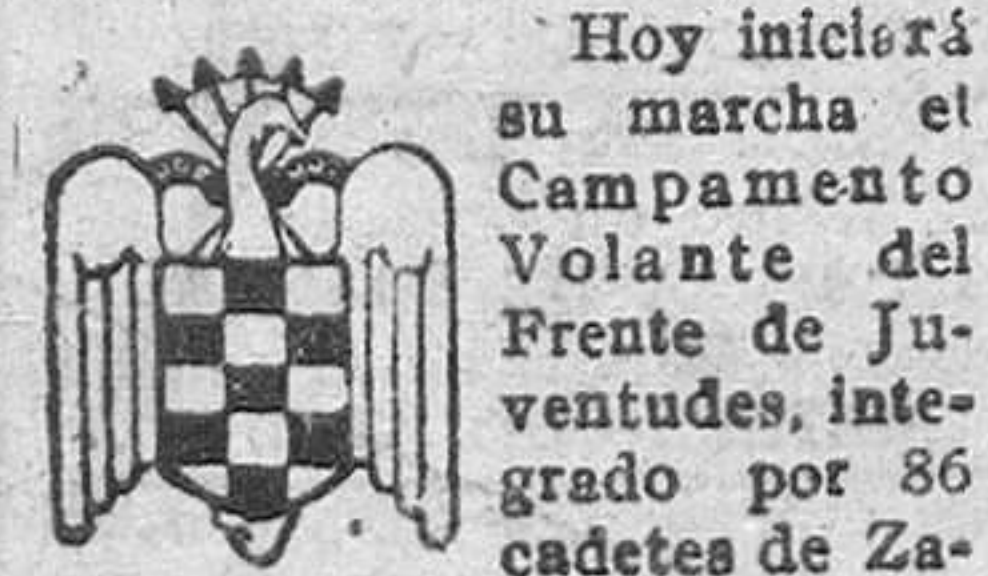 Hoy iniciará
su marcha el
Campamento
Volante del
Frente de Ju-
ventudes, inte-
grado por 86
cadetes de Za-